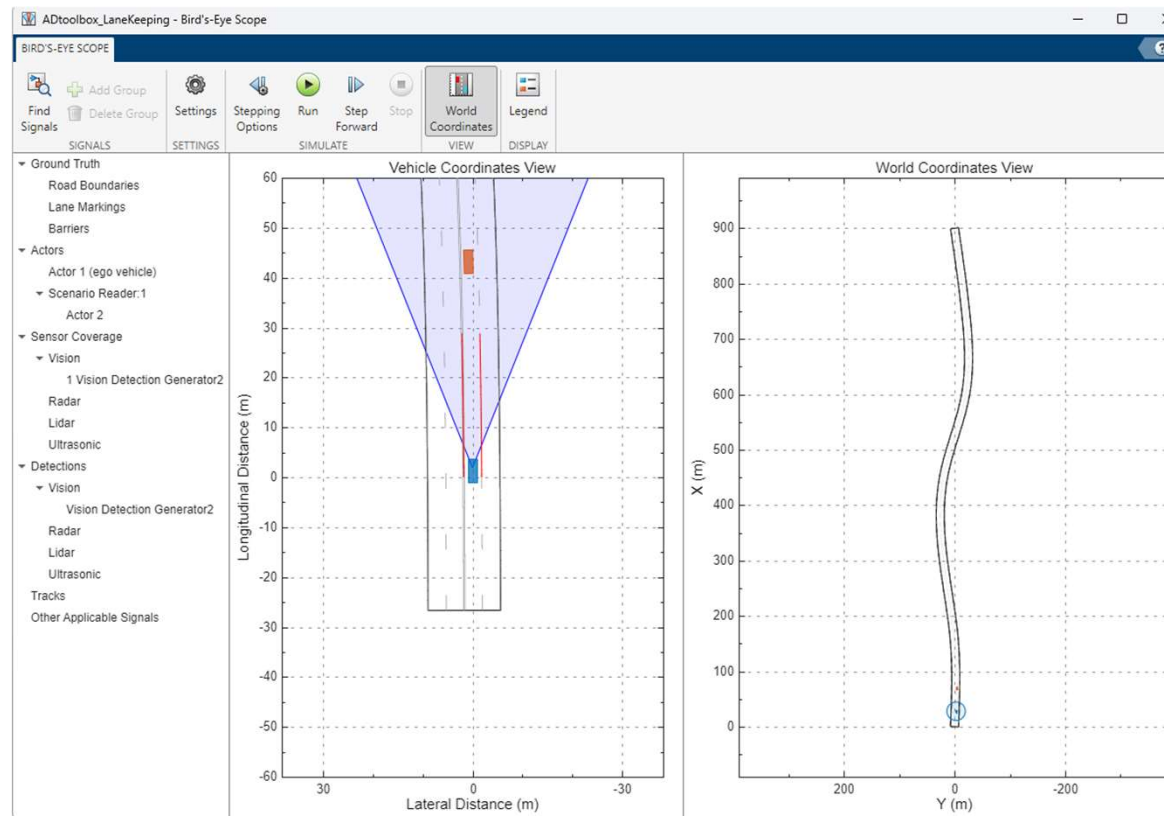 ADtoolbox_LaneKeeping - Bird's-Eye Scope
BIRD'S-EYE SCOPE
?
Find Signals
Add Group
Delete Group
Settings
Stepping Options
Run
Step Forward
Stop
World Coordinates
Legend
SIGNALS
SETTINGS
SIMULATE
VIEW
DISPLAY
Ground Truth
Road Boundaries
Lane Markings
Barriers
Actors
Actor 1 (ego vehicle)
Scenario Reader:1
Actor 2
Sensor Coverage
Vision
1 Vision Detection Generator2
Radar
Lidar
Ultrasonic
Detections
Vision
Vision Detection Generator2
Radar
Lidar
Ultrasonic
Tracks
Other Applicable Signals
Vehicle Coordinates View
Longitudinal Distance (m)
60
50
40
30
20
10
0
-10
-20
-30
-40
-50
-60
30 0 -30
Lateral Distance (m)
World Coordinates View
X (m)
900
800
700
600
500
400
300
200
100
0
200 0 -200
Y (m)